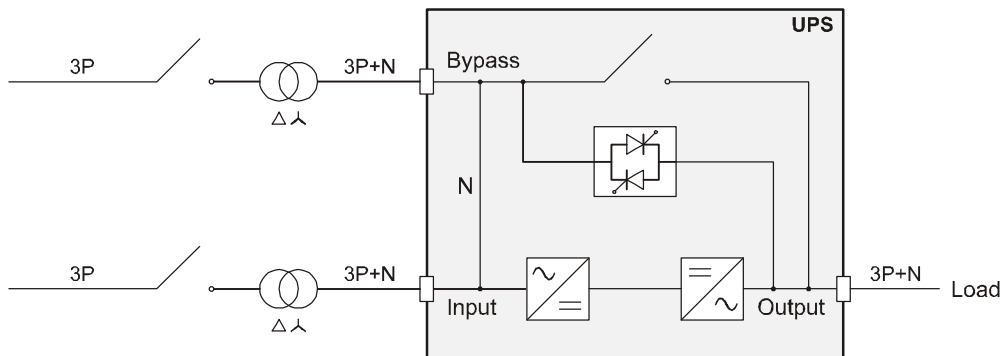 UPS
3P
3P+N
Bypass
N
3P
3P+N
Input
Output
3P+N
Load